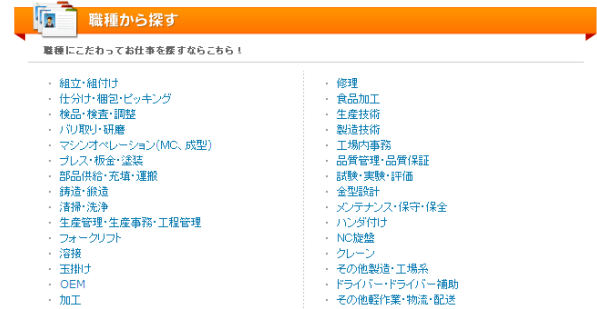 職種から探す
職種にこだわってお仕事を探すならこちら！
・ 組立・組付け
・ 仕分け・梱包・ピッキング
・ 検品・検査・調整
・ バリ取り・研磨
・ マシンオペレーション(MC、成型)
・ プレス・板金・塗装
・ 部品供給・充填・運搬
・ 鋳造・鍛造
・ 清掃・洗浄
・ 生産管理・生産事務・工程管理
・ フォークリフト
・ 溶接
・ 玉掛け
・ OEM
・ 加工
・ 修理
・ 食品加工
・ 生産技術
・ 製造技術
・ 工場内事務
・ 品質管理・品質保証
・ 試験・実験・評価
・ 金型設計
・ メンテナンス・保守・保全
・ ハンダ付け
・ NC旋盤
・ クレーン
・ その他製造・工場系
・ ドライバー・ドライバー補助
・ その他軽作業・物流・配送